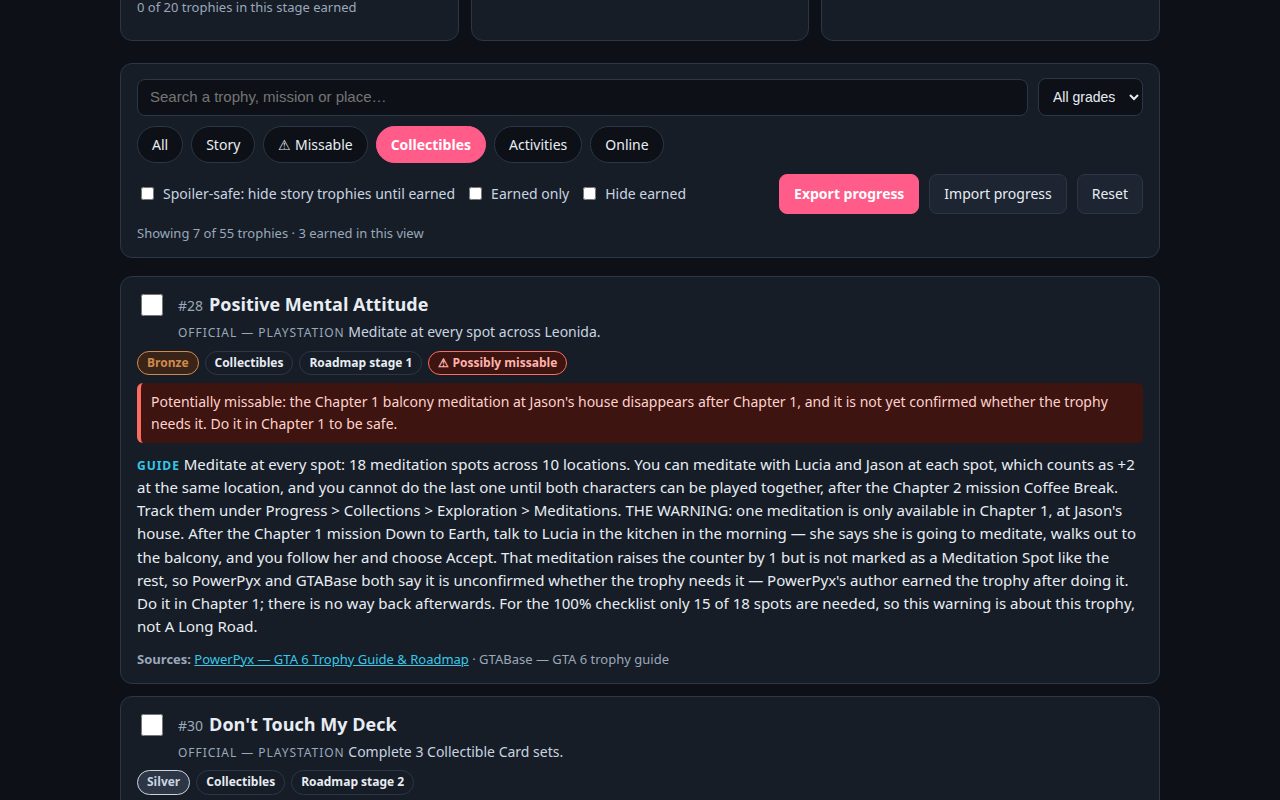 0 of 20 trophies in this stage earned
Search a trophy, mission or place…
All grades
All
Story
⚠ Missable
Collectibles
Activities
Online
Spoiler-safe: hide story trophies until earned
Earned only
Hide earned
Export progress
Import progress
Reset
Showing 7 of 55 trophies · 3 earned in this view
#28 Positive Mental Attitude
OFFICIAL — PLAYSTATION Meditate at every spot across Leonida.
Bronze
Collectibles
Roadmap stage 1
⚠ Possibly missable
Potentially missable: the Chapter 1 balcony meditation at Jason's house disappears after Chapter 1, and it is not yet confirmed whether the trophy
needs it. Do it in Chapter 1 to be safe.
GUIDE Meditate at every spot: 18 meditation spots across 10 locations. You can meditate with Lucia and Jason at each spot, which counts as +2
at the same location, and you cannot do the last one until both characters can be played together, after the Chapter 2 mission Coffee Break.
Track them under Progress > Collections > Exploration > Meditations. THE WARNING: one meditation is only available in Chapter 1, at Jason's
house. After the Chapter 1 mission Down to Earth, talk to Lucia in the kitchen in the morning — she says she is going to meditate, walks out to
the balcony, and you follow her and choose Accept. That meditation raises the counter by 1 but is not marked as a Meditation Spot like the
rest, so PowerPyx and GTABase both say it is unconfirmed whether the trophy needs it — PowerPyx's author earned the trophy after doing it.
Do it in Chapter 1; there is no way back afterwards. For the 100% checklist only 15 of 18 spots are needed, so this warning is about this trophy,
not A Long Road.
Sources: PowerPyx — GTA 6 Trophy Guide & Roadmap · GTABase — GTA 6 trophy guide
#30 Don't Touch My Deck
OFFICIAL — PLAYSTATION Complete 3 Collectible Card sets.
Silver
Collectibles
Roadmap stage 2